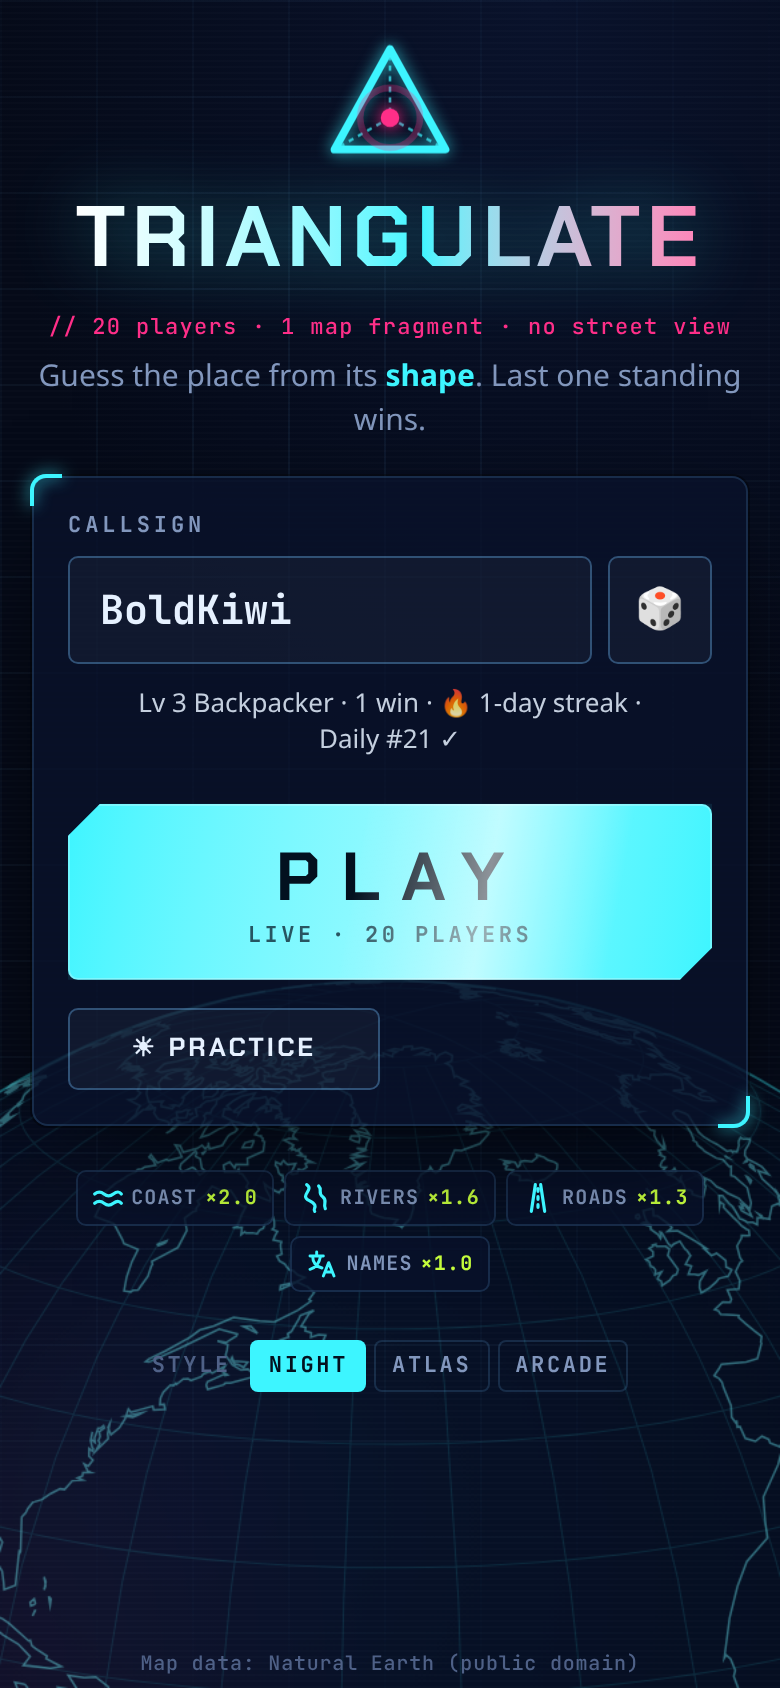 TRIANGULATE
// 20 players · 1 map fragment · no street view
Guess the place from its shape. Last one standing
wins.
CALLSIGN
BoldKiwi
Lv 3 Backpacker · 1 win · 🔥 1-day streak ·
Daily #21 ✓
PLAY
LIVE · 20 PLAYERS
☀ PRACTICE
COAST ×2.0 RIVERS ×1.6 ROADS ×1.3
NAMES ×1.0
STYLE NIGHT ATLAS ARCADE
Map data: Natural Earth (public domain)